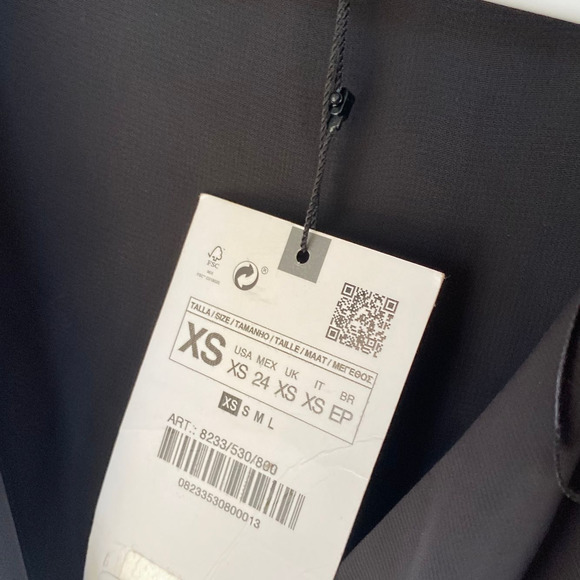 FSC
®
TALLA / SIZE / TAMANHO / TAILLE / MAAT / ΜΕΓΕΘΟΣ
XS
USA MEX UK IT BR
XS 24 XS XS EP
XS S M L
ART.: 8233/530/800
08233530800013